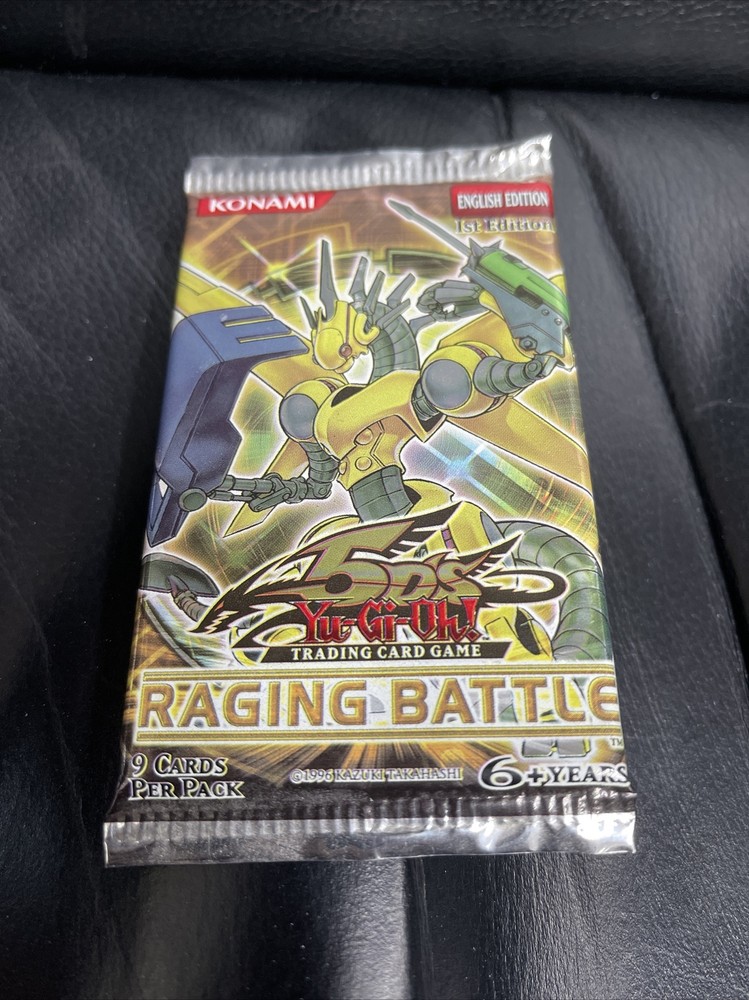 KONAMI
ENGLISH EDITION
1st Edition
5D's
Yu-Gi-Oh!
TRADING CARD GAME
RAGING BATTLE
TM
9 CARDS
PER PACK
©1996 KAZUKI TAKAHASHI
6+YEARS